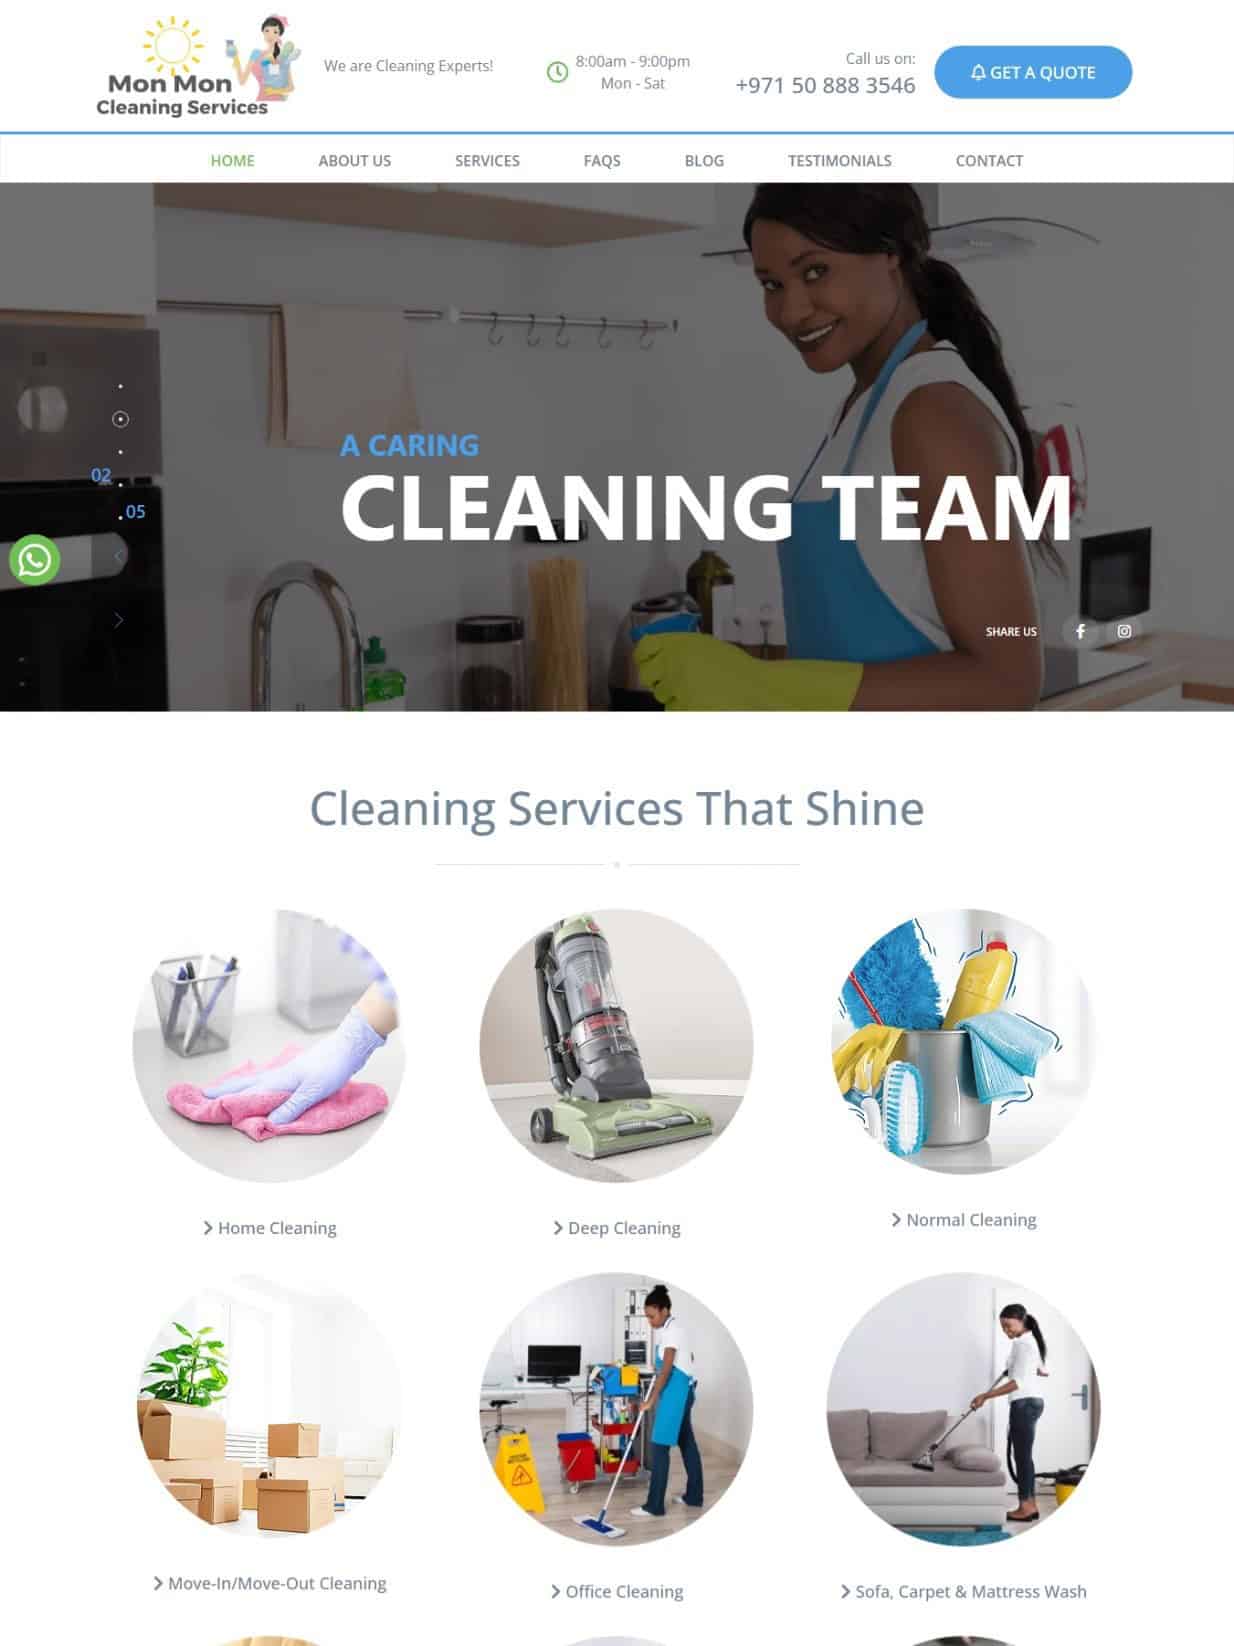 Mon Mon
Cleaning Services
We are Cleaning Experts!
8:00am - 9:00pm
Mon - Sat
Call us on:
+971 50 888 3546
GET A QUOTE
HOME
ABOUT US
SERVICES
FAQS
BLOG
TESTIMONIALS
CONTACT
02
05
A CARING
CLEANING TEAM
SHARE US
Cleaning Services That Shine
Home Cleaning
Deep Cleaning
Normal Cleaning
Move-In/Move-Out Cleaning
Office Cleaning
Sofa, Carpet & Mattress Wash